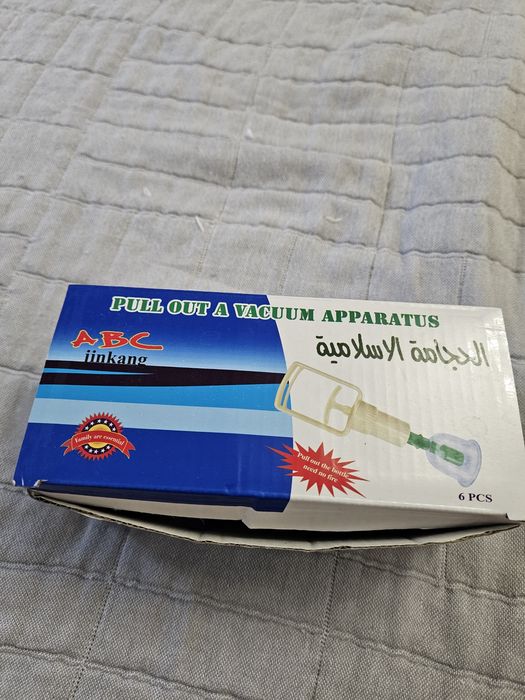 PULL OUT A VACUUM APPARATUS
ABC
jinkang
الحجامة الاسلامية
Family are essential
Pull out the bottle
need no fire
6 PCS